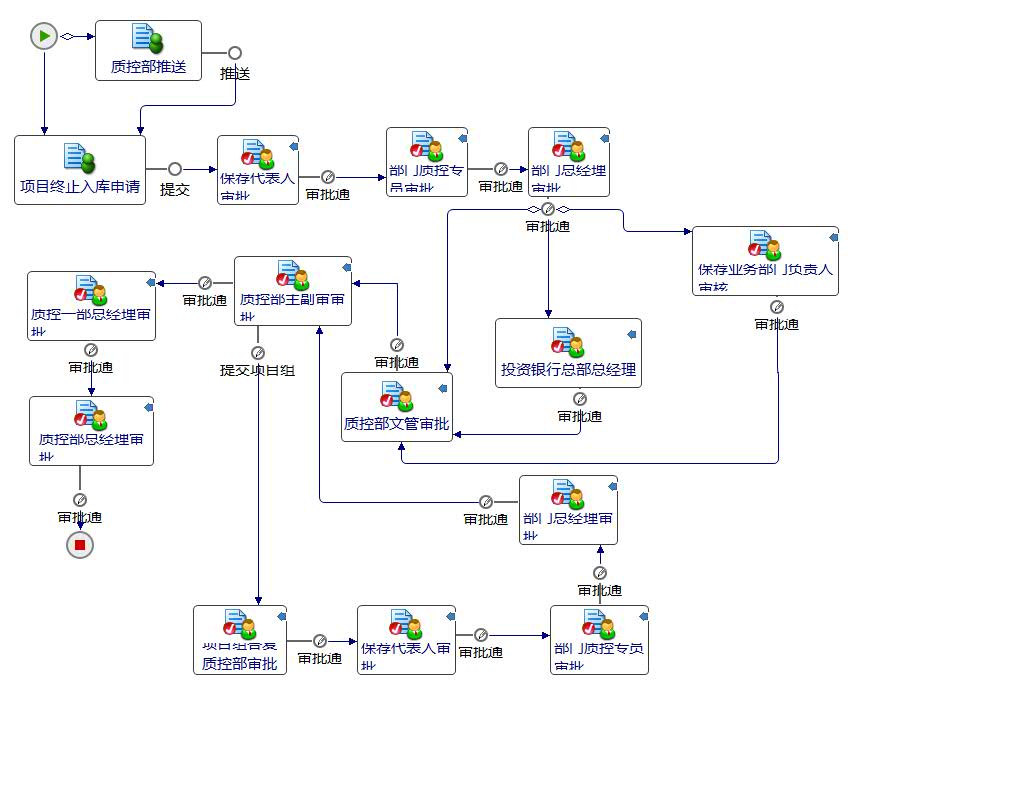 质控部推送
推送
项目终止入库申请
提交
保荐代表人
审批
审批通
部门质控专
员审批
审批通
部门总经理
审批
审批通
保荐业务部门负责人
审核
审批通
质控部主副审审
批
审批通
质控一部总经理审
批
审批通
提交项目组
审批通
投资银行总部总经理
审批通
质控部文管审批
质控部总经理审
批
审批通
部门总经理审
批
审批通
审批通
项目组答复
质控部审批
审批通
保荐代表人审
批
审批通
部门质控专员
审批